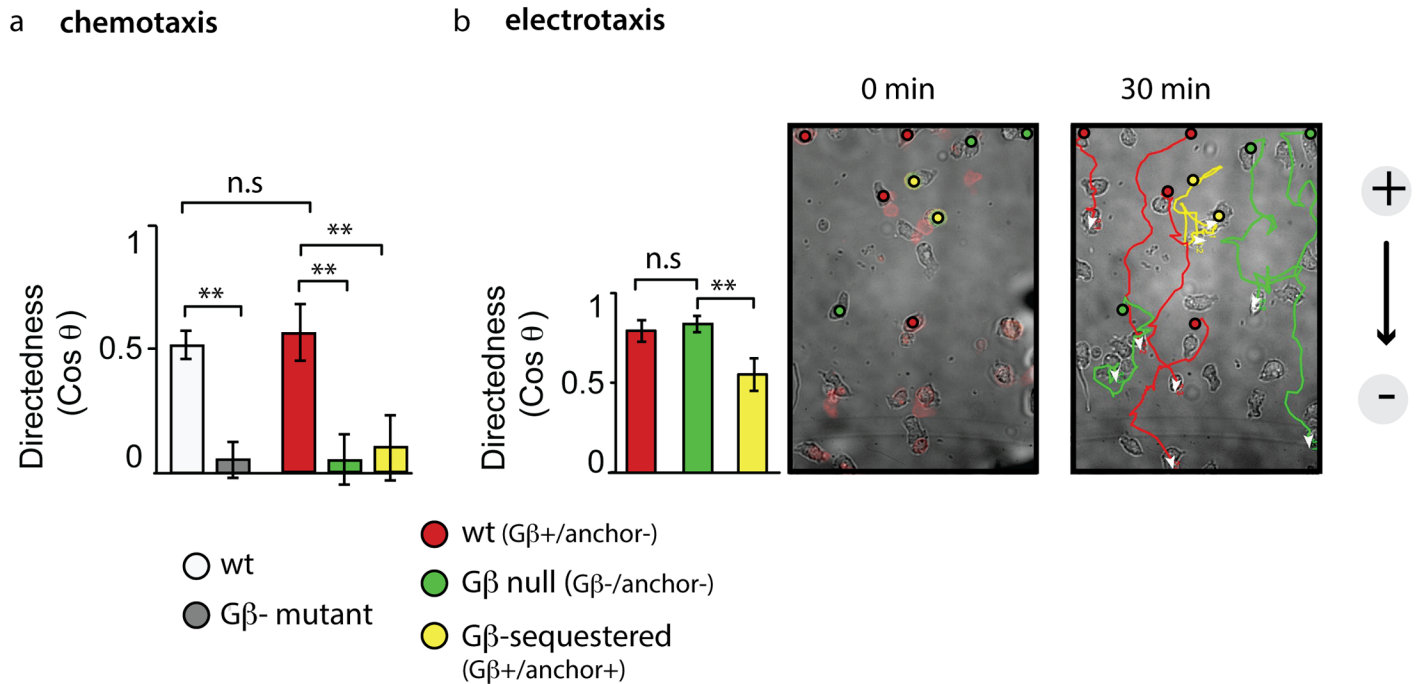 a chemotaxis
b electrotaxis
0 min
30 min
n.s
**
**
**
1
0.5
0
Directedness
(Cos θ)
n.s
**
1
0.5
0
Directedness
(Cos θ)
+
-
wt
Gβ- mutant
wt (Gβ+/anchor-)
Gβ null (Gβ-/anchor-)
Gβ-sequestered
(Gβ+/anchor+)